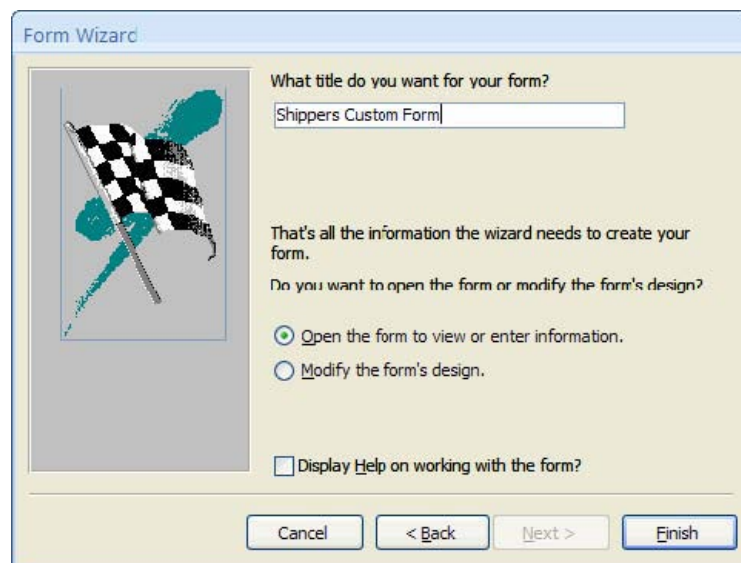 Form Wizard
What title do you want for your form?
Shippers Custom Form
That's all the information the wizard needs to create your
form.
Do you want to open the form or modify the form's design?
Open the form to view or enter information.
Modify the form's design.
Display Help on working with the form?
Cancel
< Back
Next >
Finish